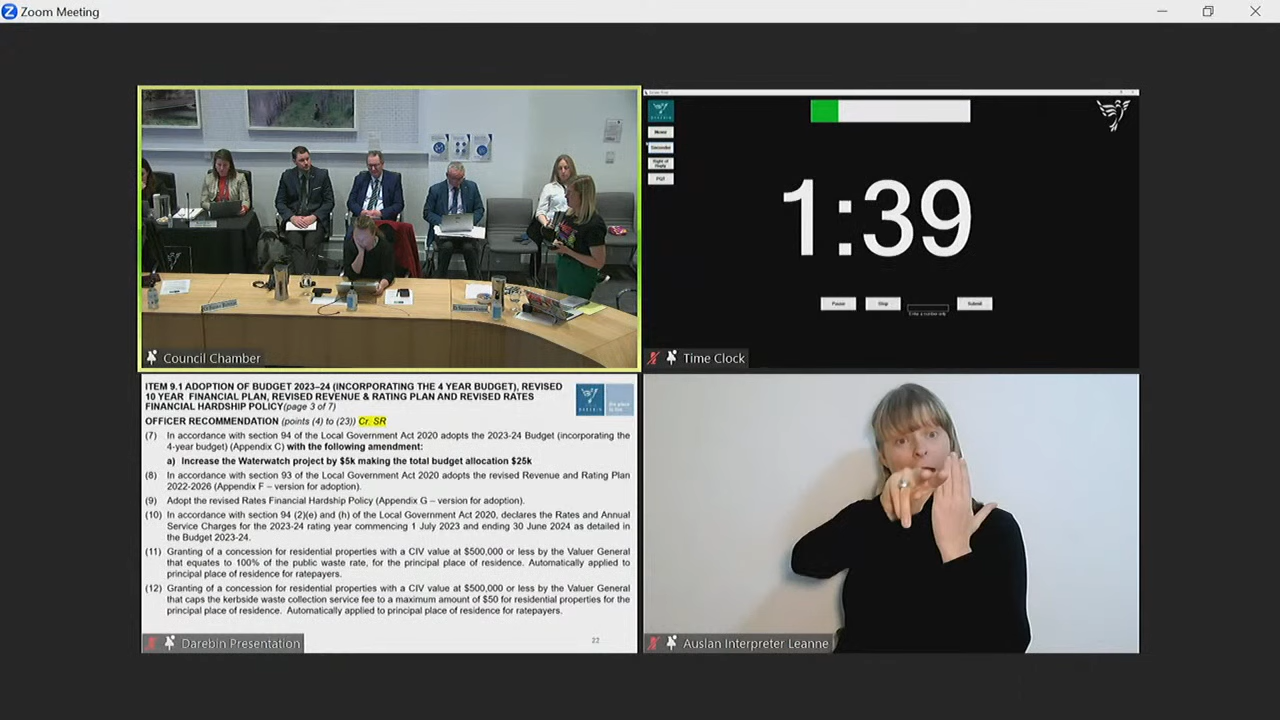 Zoom Meeting
Council Chamber
DAREBIN
Mover
Seconder
Right of
Reply
1:39
Pause
Stop
Submit
Enter a number only
Time Clock
ITEM 9.1 ADOPTION OF BUDGET 2023–24 (INCORPORATING THE 4 YEAR BUDGET), REVISED
10 YEAR FINANCIAL PLAN, REVISED REVENUE & RATING PLAN AND REVISED RATES
FINANCIAL HARDSHIP POLICY(page 3 of 7)
DAREBIN
OFFICER RECOMMENDATION (points (4) to (23)) Cr. SR
(7) In accordance with section 94 of the Local Government Act 2020 adopts the 2023-24 Budget (incorporating the
4-year budget) (Appendix C) with the following amendment:
a) Increase the Waterwatch project by $5k making the total budget allocation $25k
(8) In accordance with section 93 of the Local Government Act 2020 adopts the revised Revenue and Rating Plan
2022-2026 (Appendix F – version for adoption).
(9) Adopt the revised Rates Financial Hardship Policy (Appendix G – version for adoption).
(10) In accordance with section 94 (2)(e) and (h) of the Local Government Act 2020, declares the Rates and Annual
Service Charges for the 2023-24 rating year commencing 1 July 2023 and ending 30 June 2024 as detailed in
the Budget 2023-24.
(11) Granting of a concession for residential properties with a CIV value at $500,000 or less by the Valuer General
that equates to 100% of the public waste rate, for the principal place of residence. Automatically applied to
principal place of residence for ratepayers.
(12) Granting of a concession for residential properties with a CIV value at $500,000 or less by the Valuer General
that caps the kerbside waste collection service fee to a maximum amount of $50 for residential properties for the
principal place of residence. Automatically applied to principal place of residence for ratepayers.
22
Darebin Presentation
Auslan Interpreter Leanne